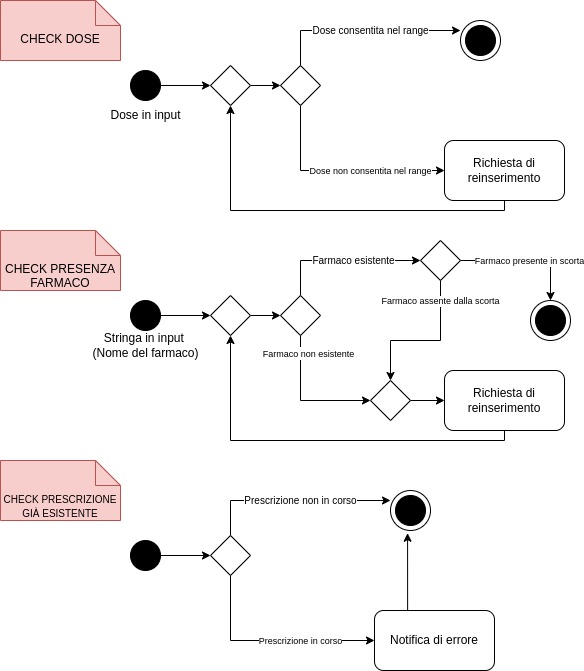 CHECK DOSE
Dose consentita nel range
Dose in input
Richiesta di
reinserimento
Dose non consentita nel range
CHECK PRESENZA
FARMACO
Farmaco esistente
Farmaco presente in scorta
Farmaco assente dalla scorta
Stringa in input
(Nome del farmaco)
Farmaco non esistente
Richiesta di
reinserimento
CHECK PRESCRIZIONE
GIÀ ESISTENTE
Prescrizione non in corso
Prescrizione in corso
Notifica di errore